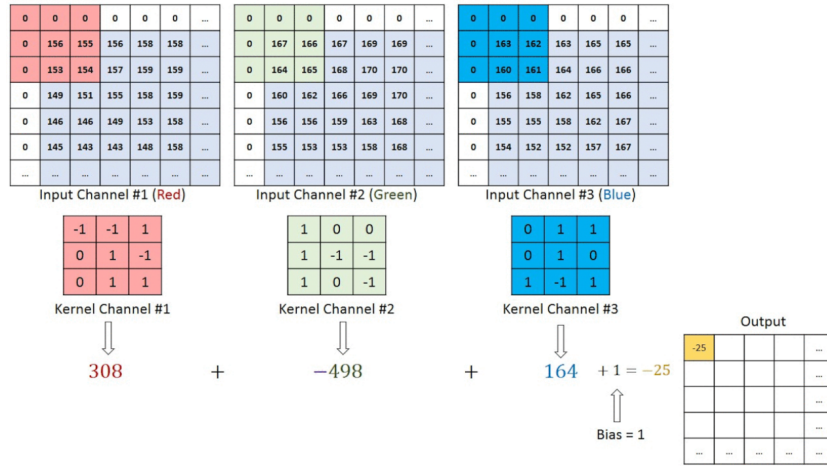 0 0 0 0 0 0 ... 0 0 0 0 0 0 ... 0 0 0 0 0 0 ...
0 156 155 156 158 158 ... 0 167 166 167 169 169 ... 0 163 162 163 165 165 ...
0 153 154 157 159 159 ... 0 164 165 168 170 170 ... 0 160 161 164 166 166 ...
0 149 151 155 158 159 ... 0 160 162 166 169 170 ... 0 156 158 162 165 166 ...
0 146 146 149 153 158 ... 0 156 156 159 163 168 ... 0 155 155 158 162 167 ...
0 145 143 143 148 158 ... 0 155 153 153 158 168 ... 0 154 152 152 157 167 ...
... ... ... ... ... ... ... ... ... ... ... ... ... ... ... ... ... ... ... ... ...
Input Channel #1 (Red) Input Channel #2 (Green) Input Channel #3 (Blue)
-1 -1 1 1 0 0 0 1 1
0 1 -1 1 -1 -1 0 1 0
0 1 1 1 0 -1 1 -1 1
Kernel Channel #1 Kernel Channel #2 Kernel Channel #3
308 + −498 + 164 + 1 = −25
Bias = 1
Output
-25 ...
...
...
...
... ... ... ... ...